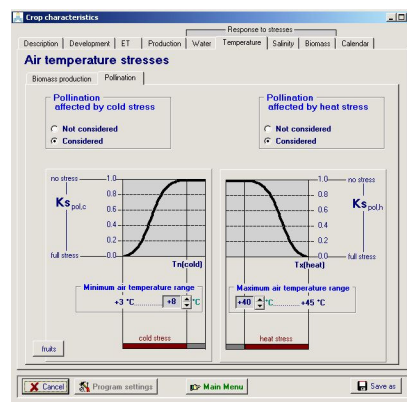 Crop characteristics
Response to stresses
Description Development ET Production Water Temperature Salinity Biomass Calendar
Air temperature stresses
Biomass production Pollination
Pollination affected by cold stress
Not considered
Considered
Pollination affected by heat stress
Not considered
Considered
no stress 1.0
0.8
Ks pol,c 0.6
0.4
0.2
full stress 0.0
Tn(cold)
Minimum air temperature range
+3 °C ............ +8 °C
cold stress
fruits
1.0 no stress
0.8
0.6 Ks pol,h
0.4
0.2
0.0 full stress
Tx(heat)
Maximum air temperature range
+40 °C ............ +45 °C
heat stress
Cancel Program settings Main Menu Save as